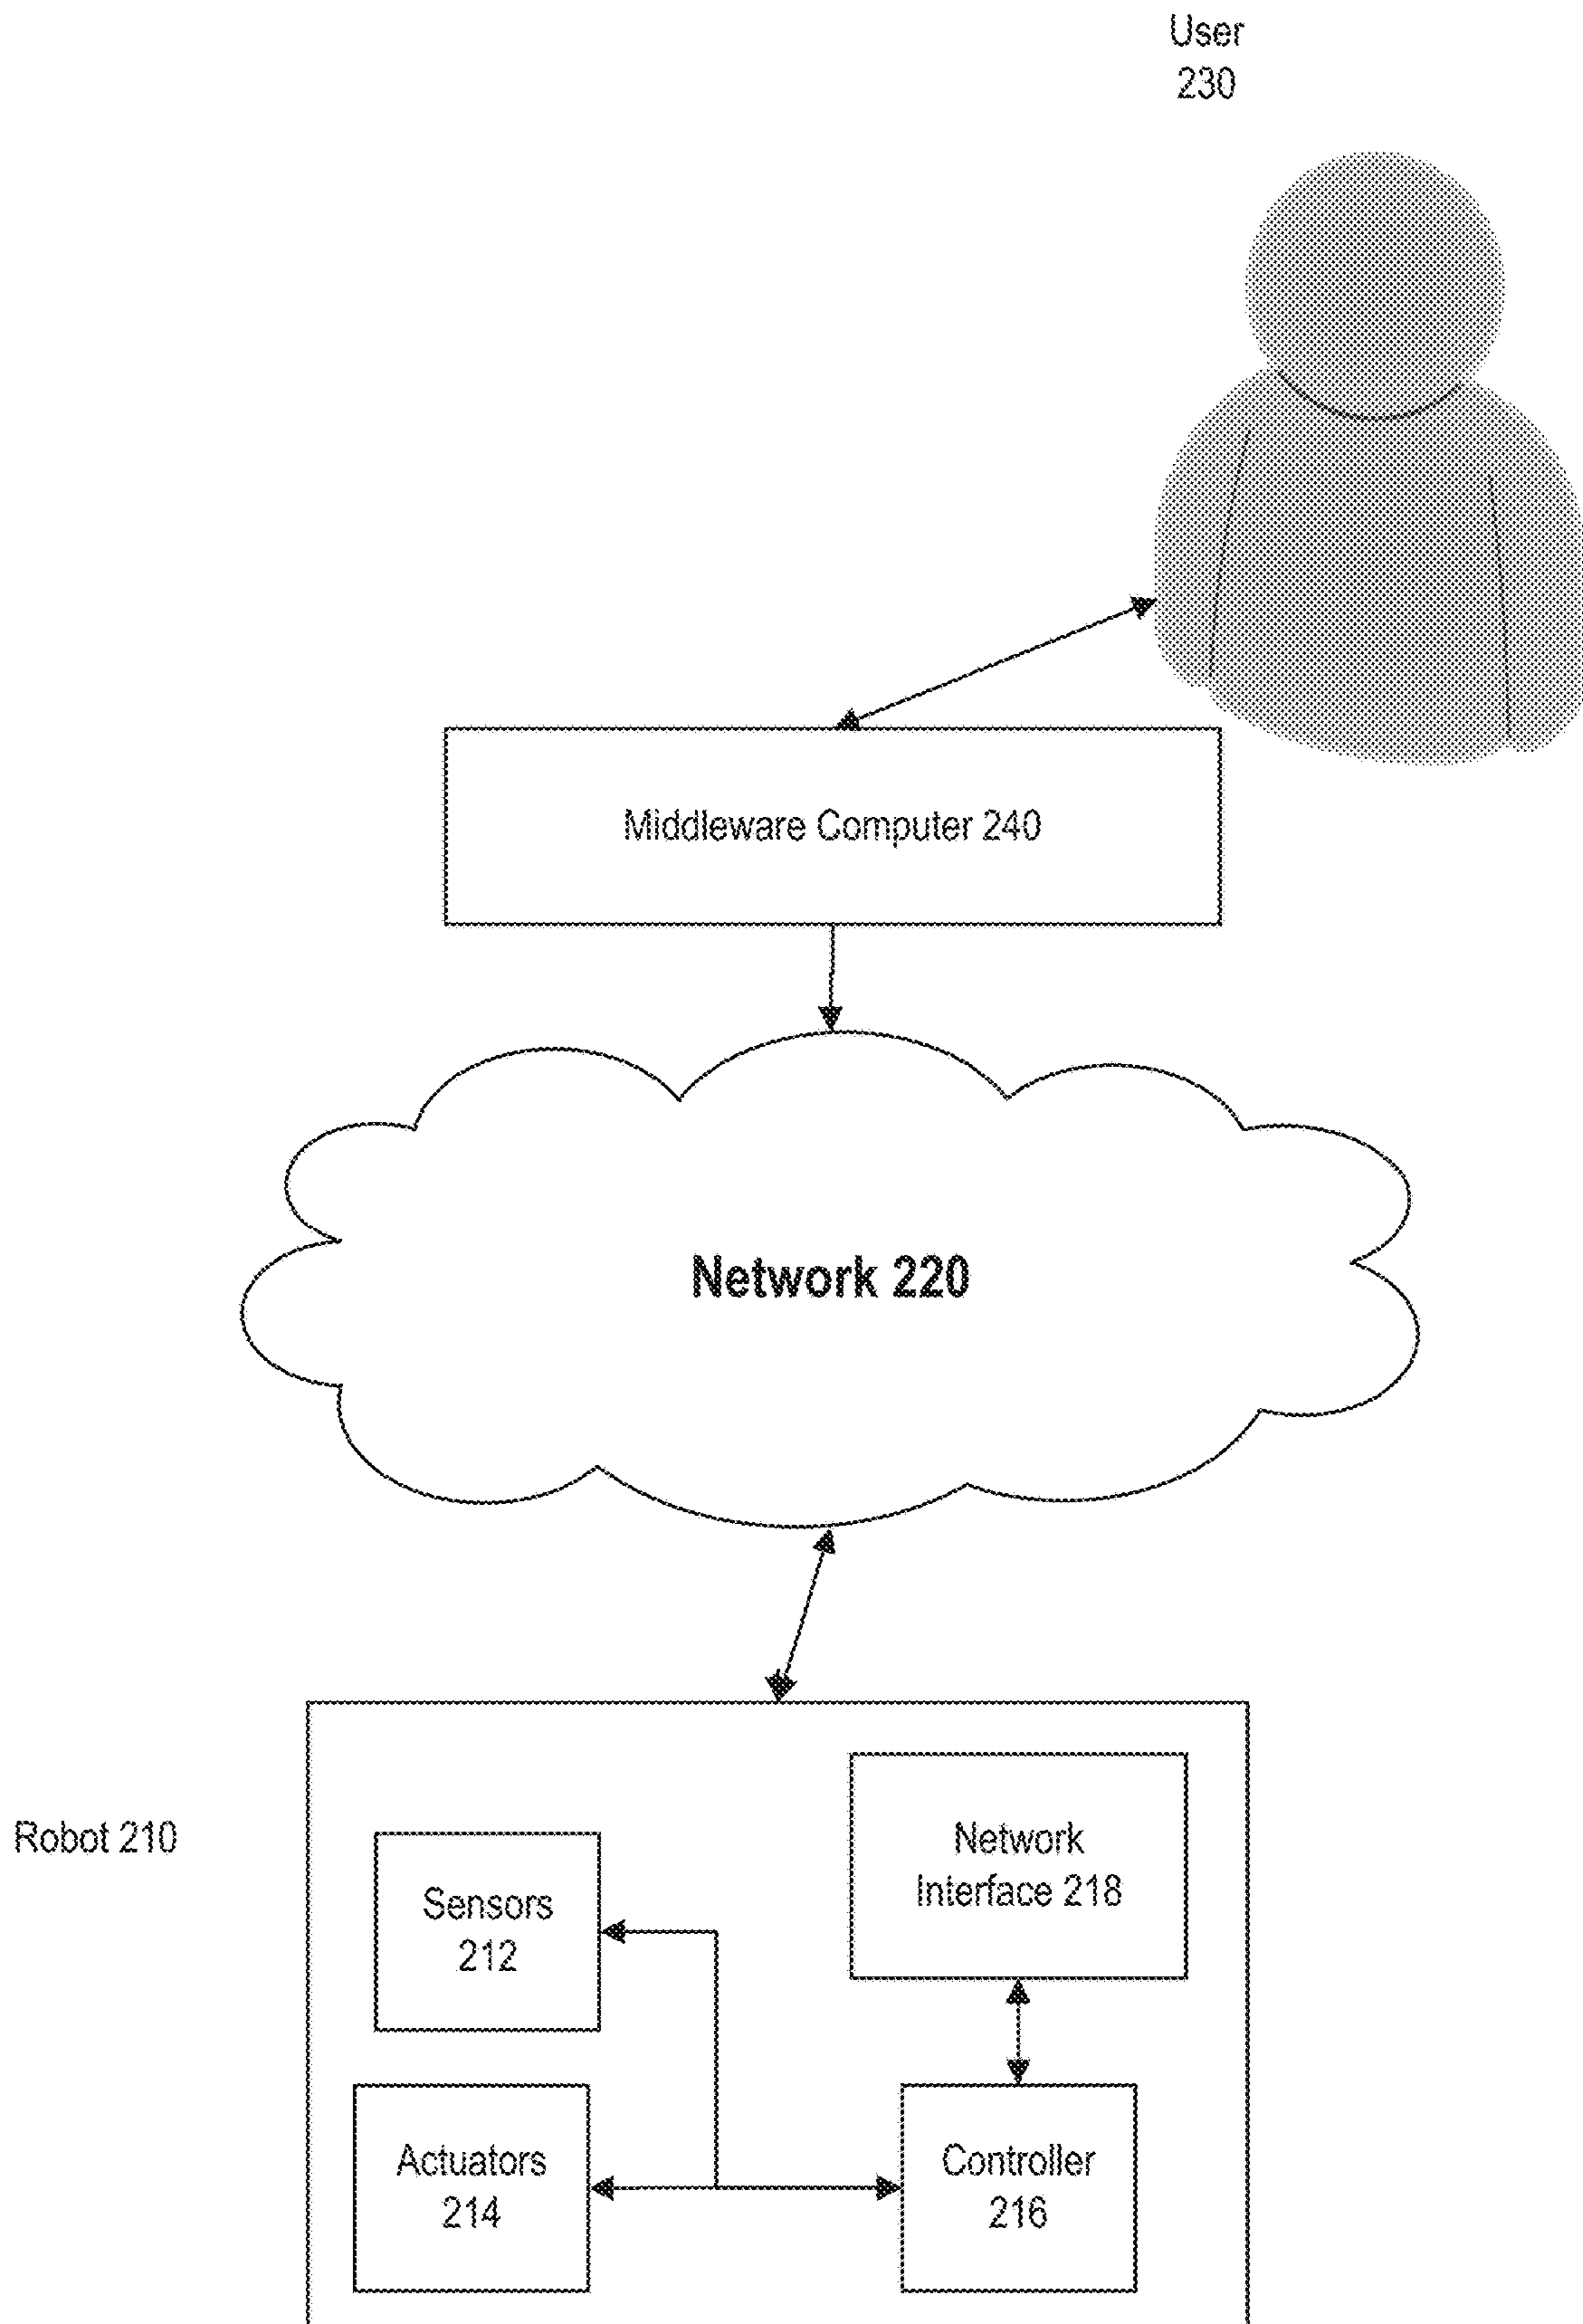 User
230
Middleware Computer 240
Network 220
Robot 210
Sensors
212
Network
Interface 218
Actuators
214
Controller
216